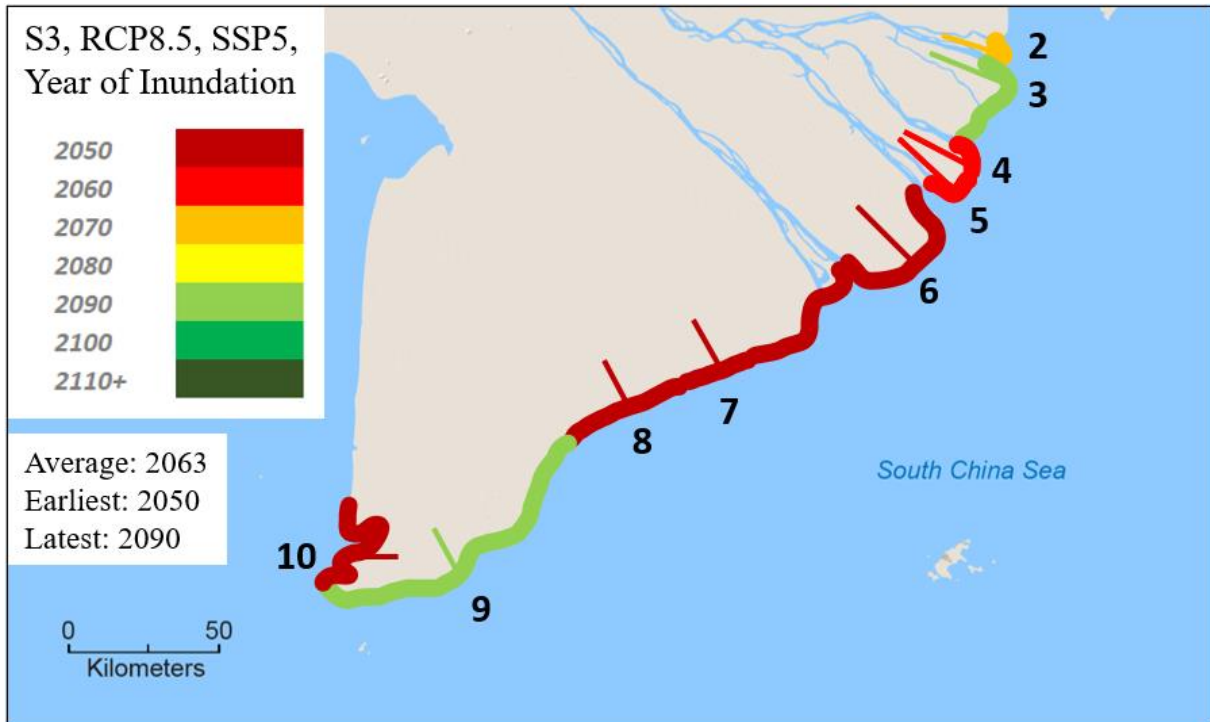 S3, RCP8.5, SSP5,
Year of Inundation
2050
2060
2070
2080
2090
2100
2110+
Average: 2063
Earliest: 2050
Latest: 2090
2
3
4
5
6
7
8
9
10
South China Sea
0 50
Kilometers